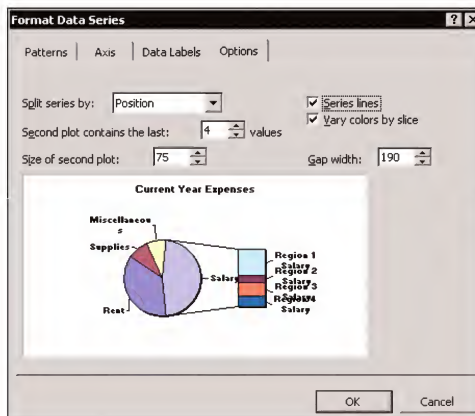 Format Data Series
Patterns Axis Data Labels Options
Split series by: Position
Series lines
Vary colors by slice
Second plot contains the last: 4 values
Size of second plot: 75
Gap width: 190
Current Year Expenses
Miscellaneou
s
Supplies
Rent
Salary
Region 1
Salary
Region 2
Salary
Region 3
Salary
Region 4
Salary
OK Cancel